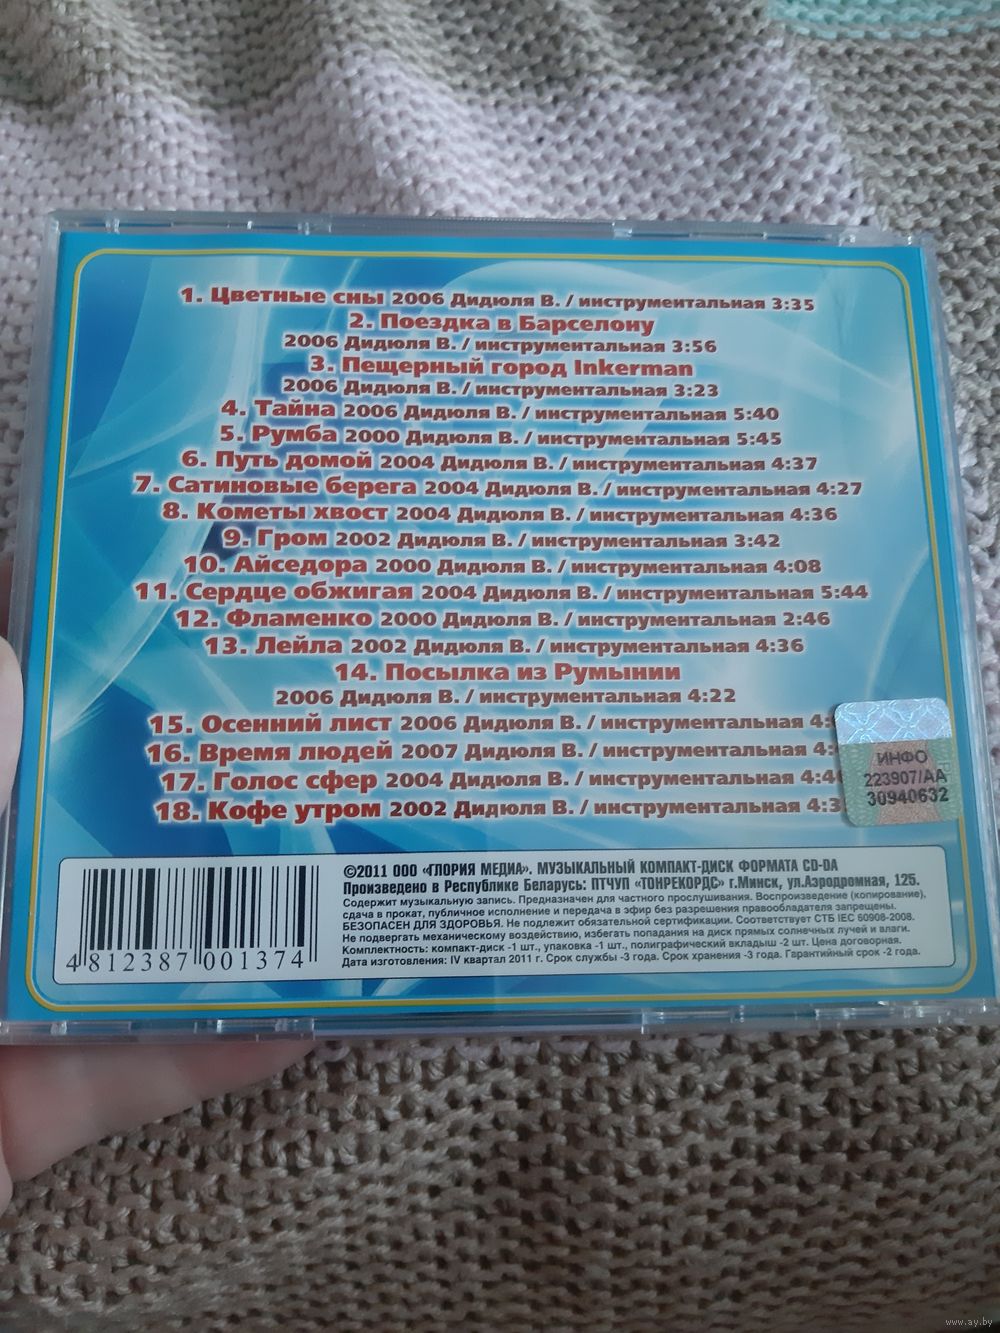 1. Цветные сны 2006 Дидюля В. / инструментальная 3:35
2. Поездка в Барселону
2006 Дидюля В. / инструментальная 3:56
3. Пещерный город Inkerman
2006 Дидюля В. / инструментальная 3:23
4. Тайна 2006 Дидюля В. / инструментальная 5:40
5. Румба 2000 Дидюля В. / инструментальная 5:45
6. Путь домой 2004 Дидюля В. / инструментальная 4:37
7. Сатиновые берега 2004 Дидюля В. / инструментальная 4:27
8. Кометы хвост 2004 Дидюля В. / инструментальная 4:36
9. Гром 2002 Дидюля В. / инструментальная 3:42
10. Айседора 2000 Дидюля В. / инструментальная 4:08
11. Сердце обжигая 2004 Дидюля В. / инструментальная 5:44
12. Фламенко 2000 Дидюля В. / инструментальная 2:46
13. Лейла 2002 Дидюля В. / инструментальная 4:36
14. Посылка из Румынии
2006 Дидюля В. / инструментальная 4:22
15. Осенний лист 2006 Дидюля В. / инструментальная
16. Время людей 2007 Дидюля В. / инструментальная
17. Голос сфер 2004 Дидюля В. / инструментальная
18. Кофе утром 2002 Дидюля В. / инструментальная
ИНФО
223907/АА
30940632
©2011 ООО «ГЛОРИЯ МЕДИА». МУЗЫКАЛЬНЫЙ КОМПАКТ-ДИСК ФОРМАТА CD-DA
Произведено в Республике Беларусь: ПТЧУП «ТОНРЕКОРДС» г.Минск, ул.Аэродромная, 125.
Содержит музыкальную запись. Предназначен для частного прослушивания. Воспроизведение (копирование),
сдача в прокат, публичное исполнение и передача в эфир без разрешения правообладателя запрещены.
БЕЗОПАСЕН ДЛЯ ЗДОРОВЬЯ. Не подлежит обязательной сертификации. Соответствует СТБ IEC 60908-2008.
Не подвергать механическому воздействию, избегать попадания на диск прямых солнечных лучей и влаги.
Комплектность: компакт-диск -1 шт., упаковка -1 шт., полиграфический вкладыш -2 шт. Цена договорная.
Дата изготовления: IV квартал 2011 г. Срок службы -3 года. Срок хранения -3 года. Гарантийный срок -2 года.
4 812387 001374
www.ay.by